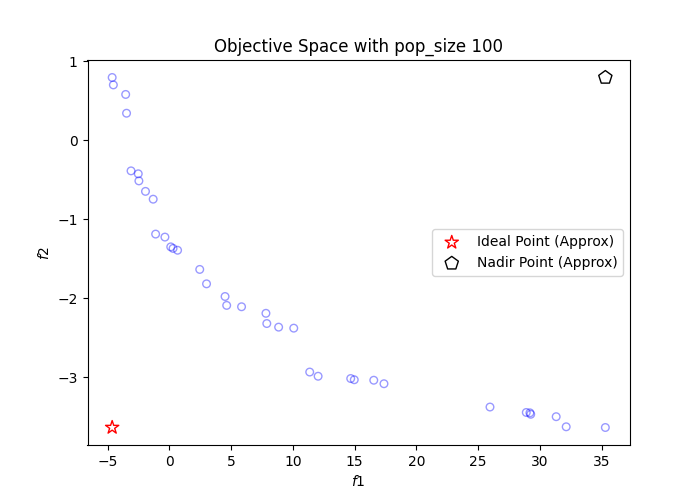 Objective Space with pop_size 100
1
0
−1
−2
−3
f2
Ideal Point (Approx)
Nadir Point (Approx)
−5
0
5
10
15
20
25
30
35
f1